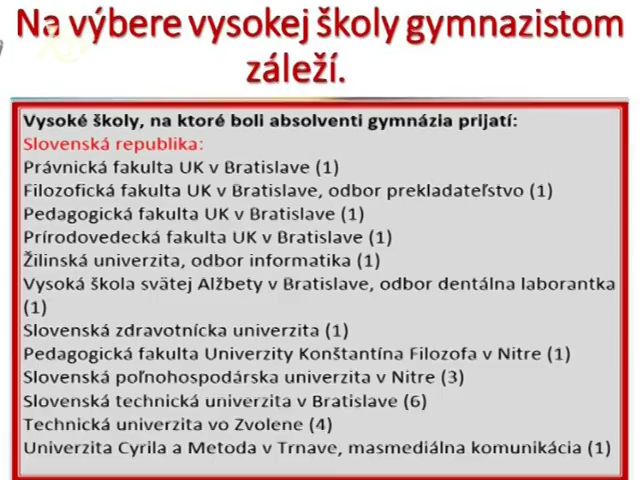 Na výbere vysokej školy gymnazistom
záleží.
Vysoké školy, na ktoré boli absolventi gymnázia prijatí:
Slovenská republika:
Právnická fakulta UK v Bratislave (1)
Filozofická fakulta UK v Bratislave, odbor prekladateľstvo (1)
Pedagogická fakulta UK v Bratislave (1)
Prírodovedecká fakulta UK v Bratislave (1)
Žilinská univerzita, odbor informatika (1)
Vysoká škola svätej Alžbety v Bratislave, odbor dentálna laborantka
(1)
Slovenská zdravotnícka univerzita (1)
Pedagogická fakulta Univerzity Konštantína Filozofa v Nitre (1)
Slovenská poľnohospodárska univerzita v Nitre (3)
Slovenská technická univerzita v Bratislave (6)
Technická univerzita vo Zvolene (4)
Univerzita Cyrila a Metoda v Trnave, masmediálna komunikácia (1)